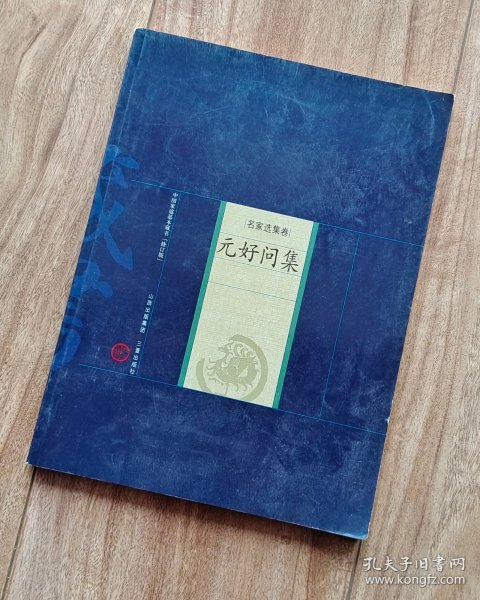 名家选集卷
元好问集
中国家庭基本藏书（修订版）
山西出版集团 三晋出版社
藏书
孔夫子旧书网
www.kongfz.com